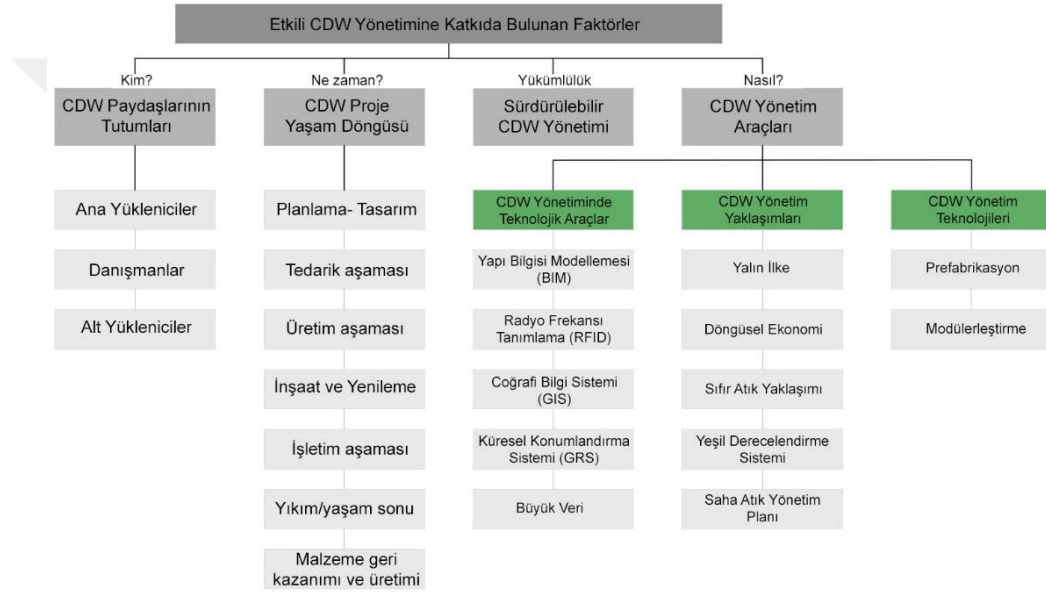 Etkili CDW Yönetimine Katkıda Bulunan Faktörler
Kim?
CDW Paydaşlarının
Tutumları
Ana Yükleniciler
Danışmanlar
Alt Yükleniciler
Ne zaman?
CDW Proje
Yaşam Döngüsü
Planlama- Tasarım
Tedarik aşaması
Üretim aşaması
İnşaat ve Yenileme
İşletim aşaması
Yıkım/yaşam sonu
Malzeme geri
kazanımı ve üretimi
Yükümlülük
Sürdürülebilir
CDW Yönetimi
Nasıl?
CDW Yönetim
Araçları
CDW Yönetiminde
Teknolojik Araçlar
Yapı Bilgisi Modellemesi
(BIM)
Radyo Frekansı
Tanımlama (RFID)
Coğrafi Bilgi Sistemi
(GIS)
Küresel Konumlandırma
Sistemi (GRS)
Büyük Veri
CDW Yönetim
Yaklaşımları
Yalın İlke
Döngüsel Ekonomi
Sıfır Atık Yaklaşımı
Yeşil Derecelendirme
Sistemi
Saha Atık Yönetim
Planı
CDW Yönetim
Teknolojileri
Prefabrikasyon
Modülerleştirme